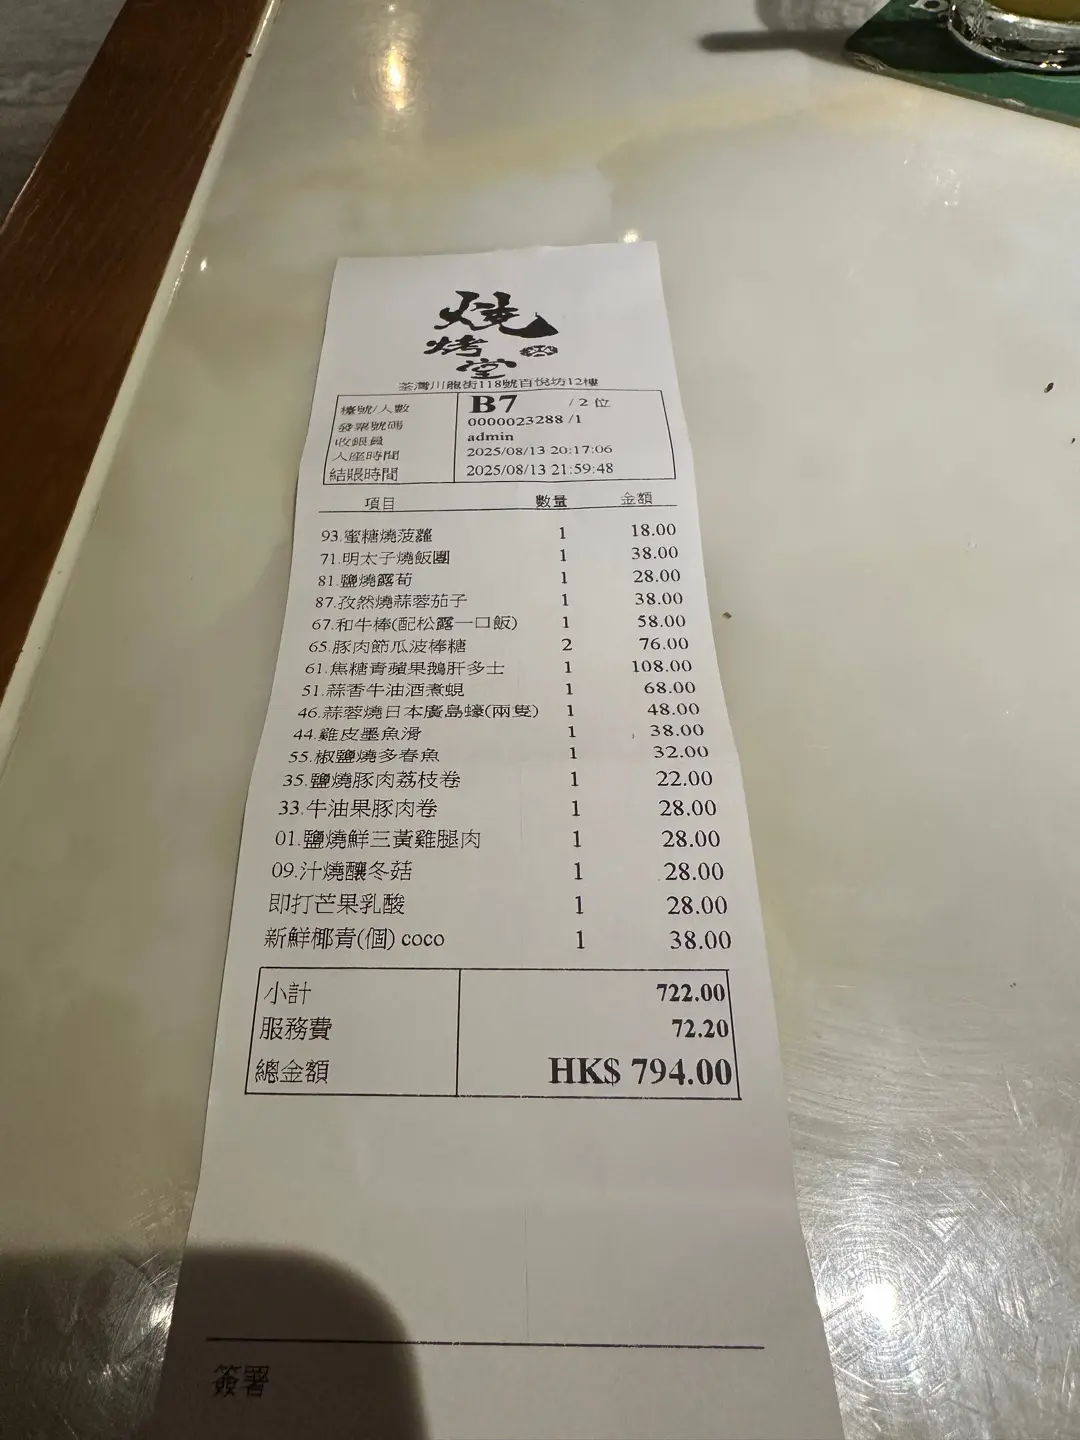 燒
烤
堂
荃灣川龍街118號百悅坊12樓
檯號/人數 B7 / 2 位
發票號碼 0000023288 /1
收銀員 admin
入座時間 2025/08/13 20:17:06
結賬時間 2025/08/13 21:59:48
項目 數量 金額
93.蜜糖燒菠蘿 1 18.00
71.明太子燒飯團 1 38.00
81.鹽燒露荀 1 28.00
87.孜然燒蒜蓉茄子 1 38.00
67.和牛棒(配松露一口飯) 1 58.00
65.豚肉節瓜波棒糖 2 76.00
61.焦糖青蘋果鵝肝多士 1 108.00
51.蒜香牛油酒煮蜆 1 68.00
46.蒜蓉燒日本廣島蠔(兩隻) 1 48.00
44.雞皮墨魚滑 1 38.00
55.椒鹽燒多春魚 1 32.00
35.鹽燒豚肉荔枝卷 1 22.00
33.牛油果豚肉卷 1 28.00
01.鹽燒鮮三黃雞腿肉 1 28.00
09.汁燒釀冬菇 1 28.00
即打芒果乳酸 1 28.00
新鮮椰青(個) coco 1 38.00
小計 722.00
服務費 72.20
總金額 HK$ 794.00
簽署